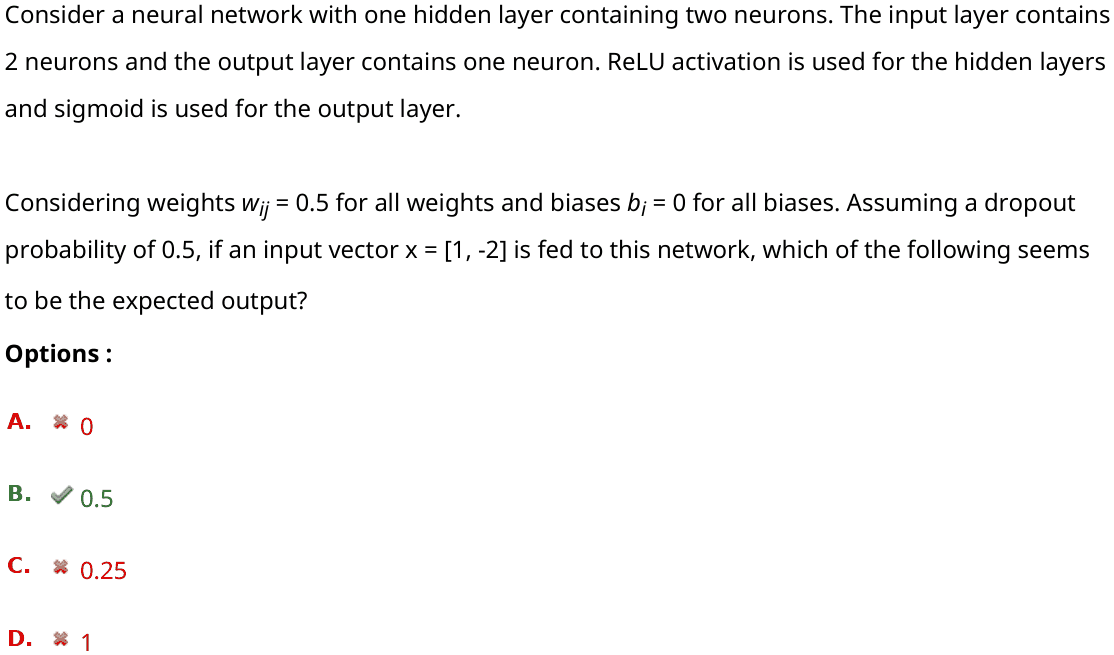 Consider a neural network with one hidden layer containing two neurons. The input layer contains
2 neurons and the output layer contains one neuron. ReLU activation is used for the hidden layers
and sigmoid is used for the output layer.
Considering weights wij = 0.5 for all weights and biases bi = 0 for all biases. Assuming a dropout
probability of 0.5, if an input vector x = [1, -2] is fed to this network, which of the following seems
to be the expected output?
Options :
A. ✖ 0
B. ✔ 0.5
C. ✖ 0.25
D. ✖ 1